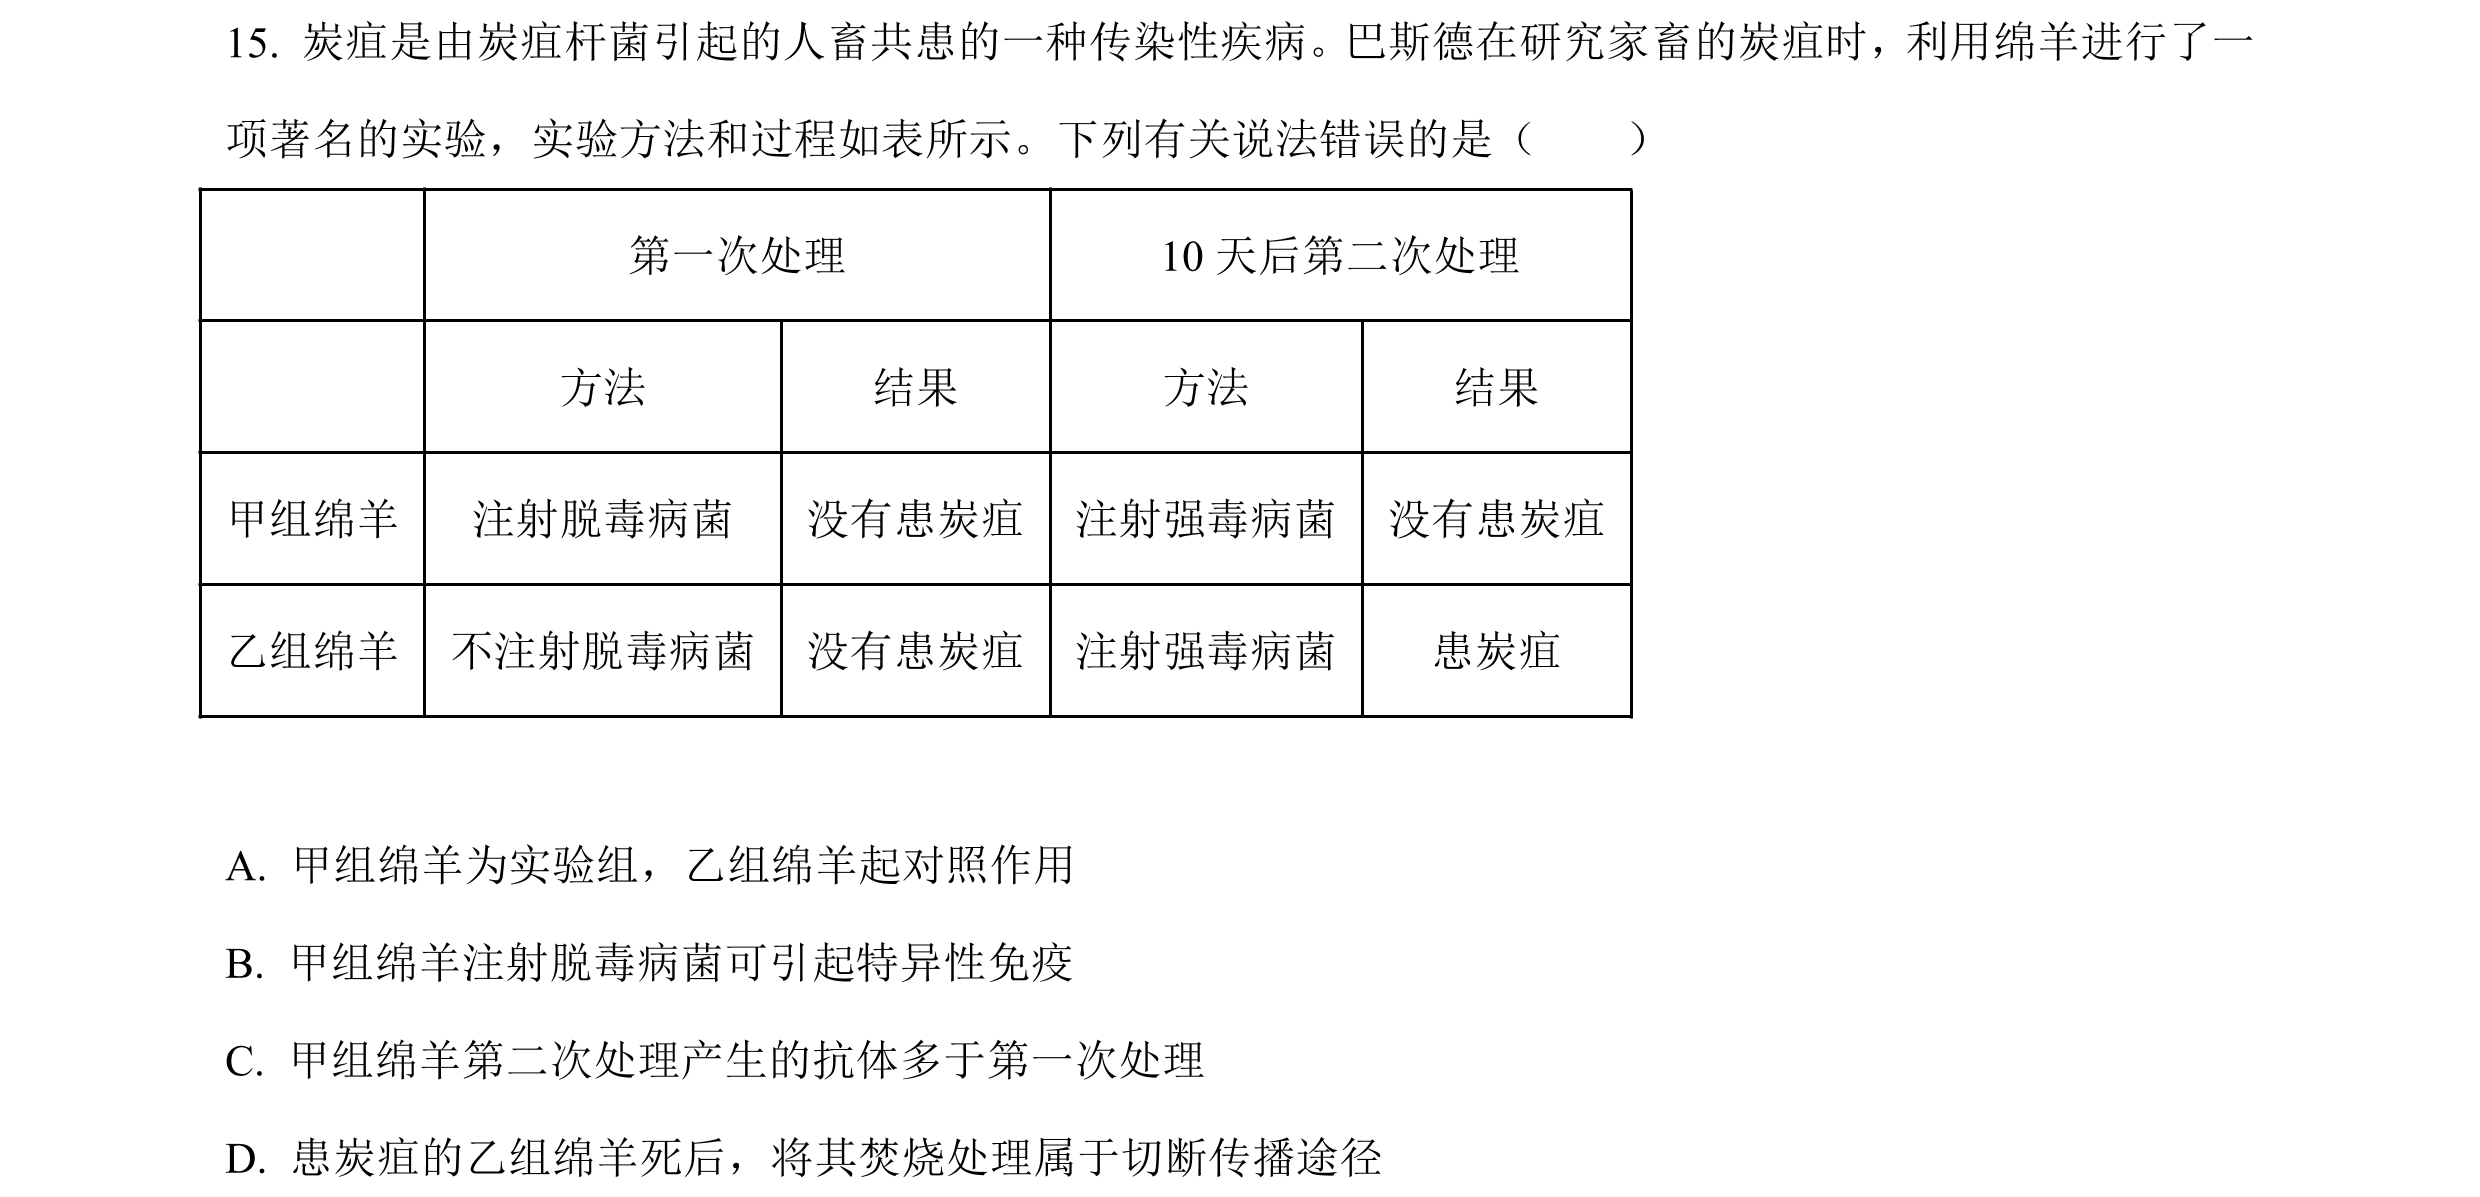 15. 炭疽是由炭疽杆菌引起的人畜共患的一种传染性疾病。巴斯德在研究家畜的炭疽时，利用绵羊进行了一
项著名的实验，实验方法和过程如表所示。下列有关说法错误的是（　　）
第一次处理 10 天后第二次处理
方法 结果 方法 结果
甲组绵羊 注射脱毒病菌 没有患炭疽 注射强毒病菌 没有患炭疽
乙组绵羊 不注射脱毒病菌 没有患炭疽 注射强毒病菌 患炭疽
A. 甲组绵羊为实验组，乙组绵羊起对照作用
B. 甲组绵羊注射脱毒病菌可引起特异性免疫
C. 甲组绵羊第二次处理产生的抗体多于第一次处理
D. 患炭疽的乙组绵羊死后，将其焚烧处理属于切断传播途径